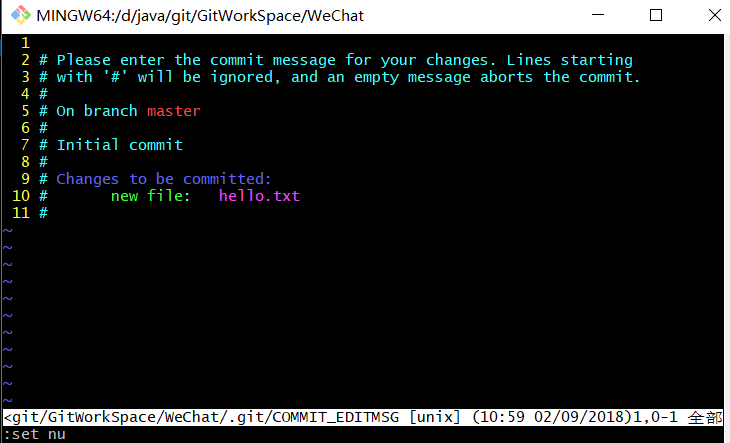 MINGW64:/d/java/git/GitWorkSpace/WeChat
1
2 # Please enter the commit message for your changes. Lines starting
3 # with '#' will be ignored, and an empty message aborts the commit.
4 #
5 # On branch master
6 #
7 # Initial commit
8 #
9 # Changes to be committed:
10 #       new file:   hello.txt
11 #
~
~
~
~
~
~
~
~
~
~
~
<git/GitWorkSpace/WeChat/.git/COMMIT_EDITMSG [unix] (10:59 02/09/2018)1,0-1 全部
:set nu